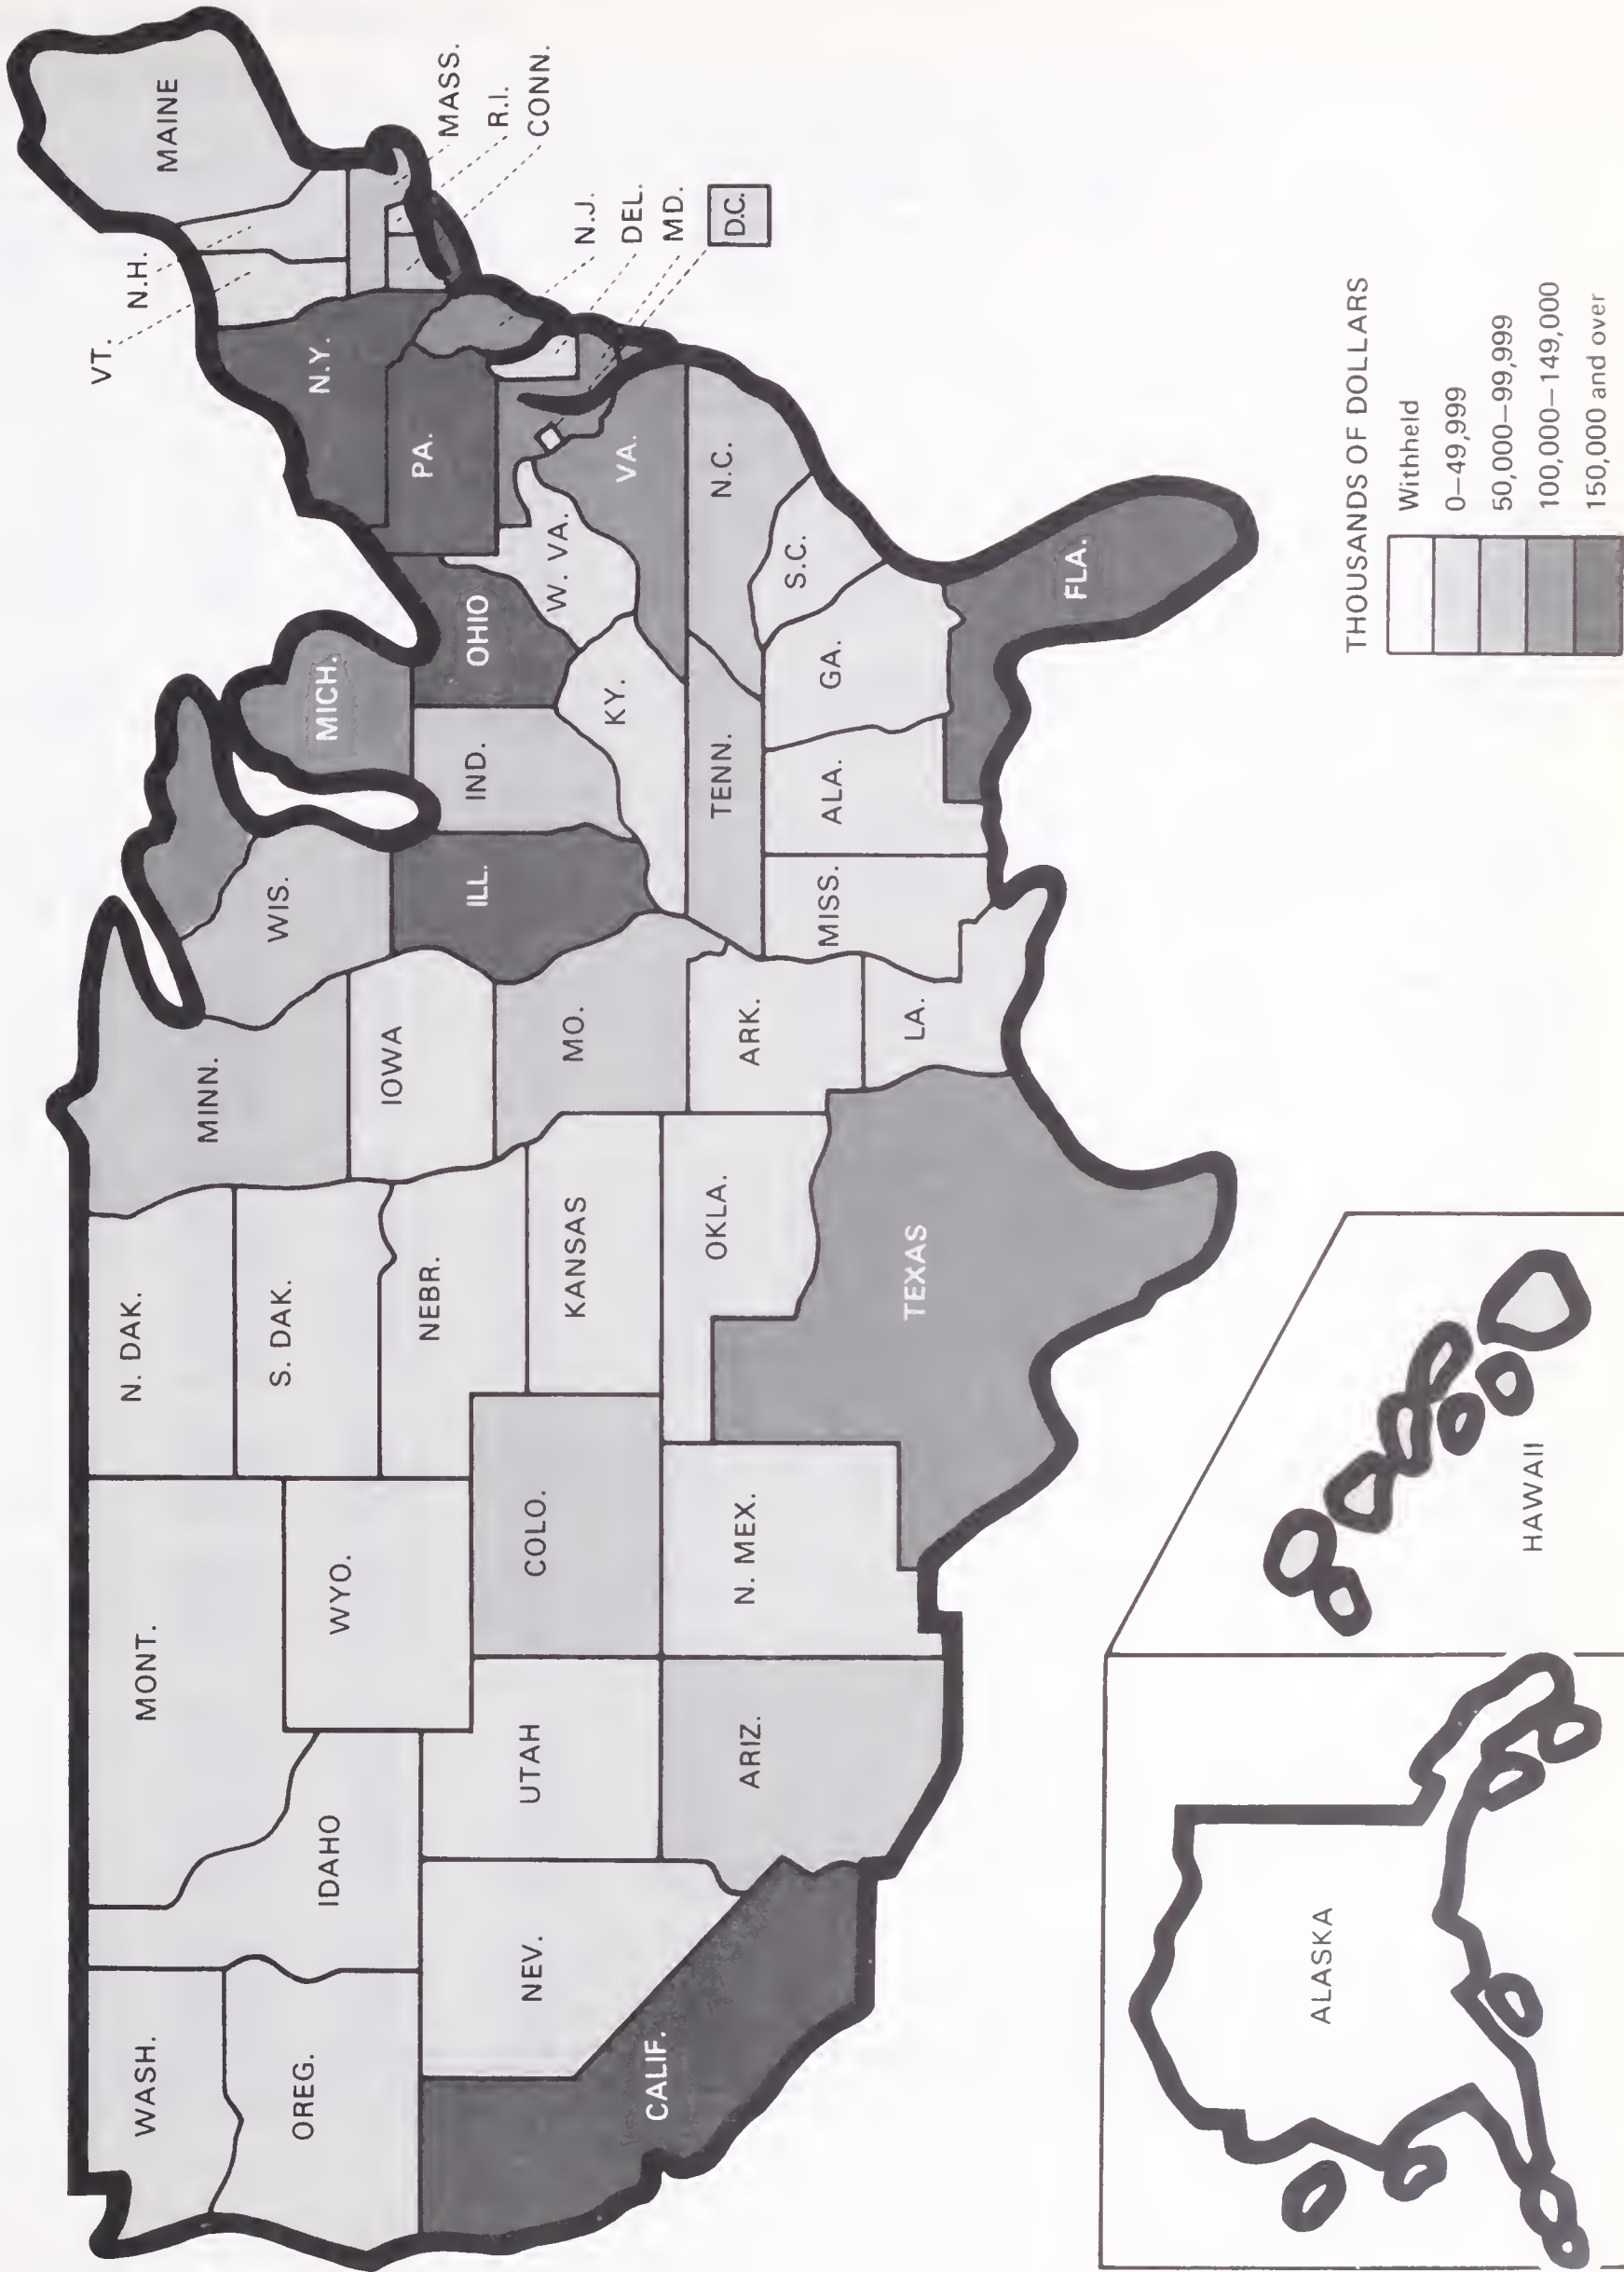 WASH.
OREG.
CALIF.
NEV.
IDAHO
MONT.
WYO.
UTAH
ARIZ.
COLO.
N. MEX.
N. DAK.
S. DAK.
NEBR.
KANSAS
OKLA.
TEXAS
MINN.
IOWA
MO.
ARK.
LA.
WIS.
ILL.
MICH.
IND.
OHIO
KY.
TENN.
MISS.
ALA.
GA.
FLA.
S.C.
N.C.
VA.
W. VA.
PA.
N.Y.
VT.
N.H.
MAINE
MASS.
R.I.
CONN.
N.J.
DEL.
MD.
D.C.
ALASKA
HAWAII
THOUSANDS OF DOLLARS
Withheld
0–49,999
50,000–99,999
100,000–149,000
150,000 and over